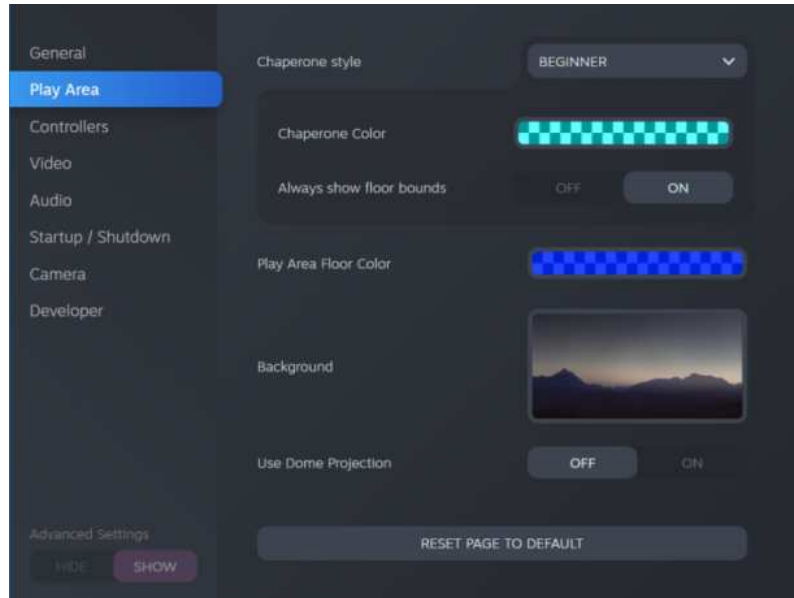 General
Play Area
Controllers
Video
Audio
Startup / Shutdown
Camera
Developer
Advanced Settings
HIDE SHOW
Chaperone style BEGINNER
Chaperone Color
Always show floor bounds OFF ON
Play Area Floor Color
Background
Use Dome Projection OFF ON
RESET PAGE TO DEFAULT